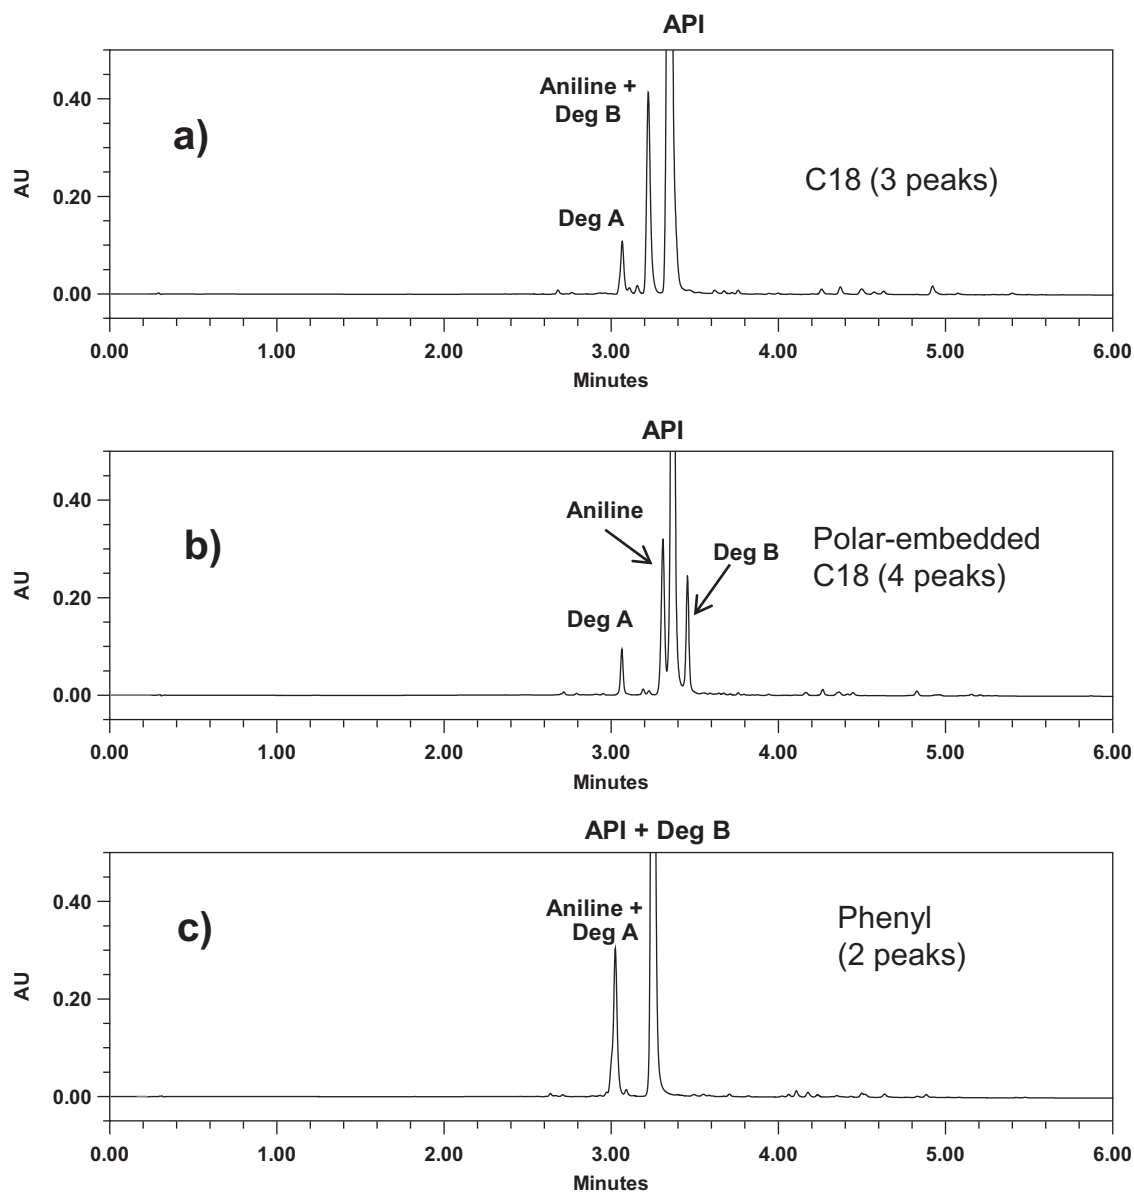 API
Aniline +
Deg B
a)
C18 (3 peaks)
Deg A
AU
0.40
0.20
0.00
0.00 1.00 2.00 3.00 4.00 5.00 6.00
Minutes
API
Aniline
b)
Deg B
Polar-embedded
C18 (4 peaks)
Deg A
AU
0.40
0.20
0.00
0.00 1.00 2.00 3.00 4.00 5.00 6.00
Minutes
API + Deg B
Aniline +
Deg A
c)
Phenyl
(2 peaks)
AU
0.40
0.20
0.00
0.00 1.00 2.00 3.00 4.00 5.00 6.00
Minutes